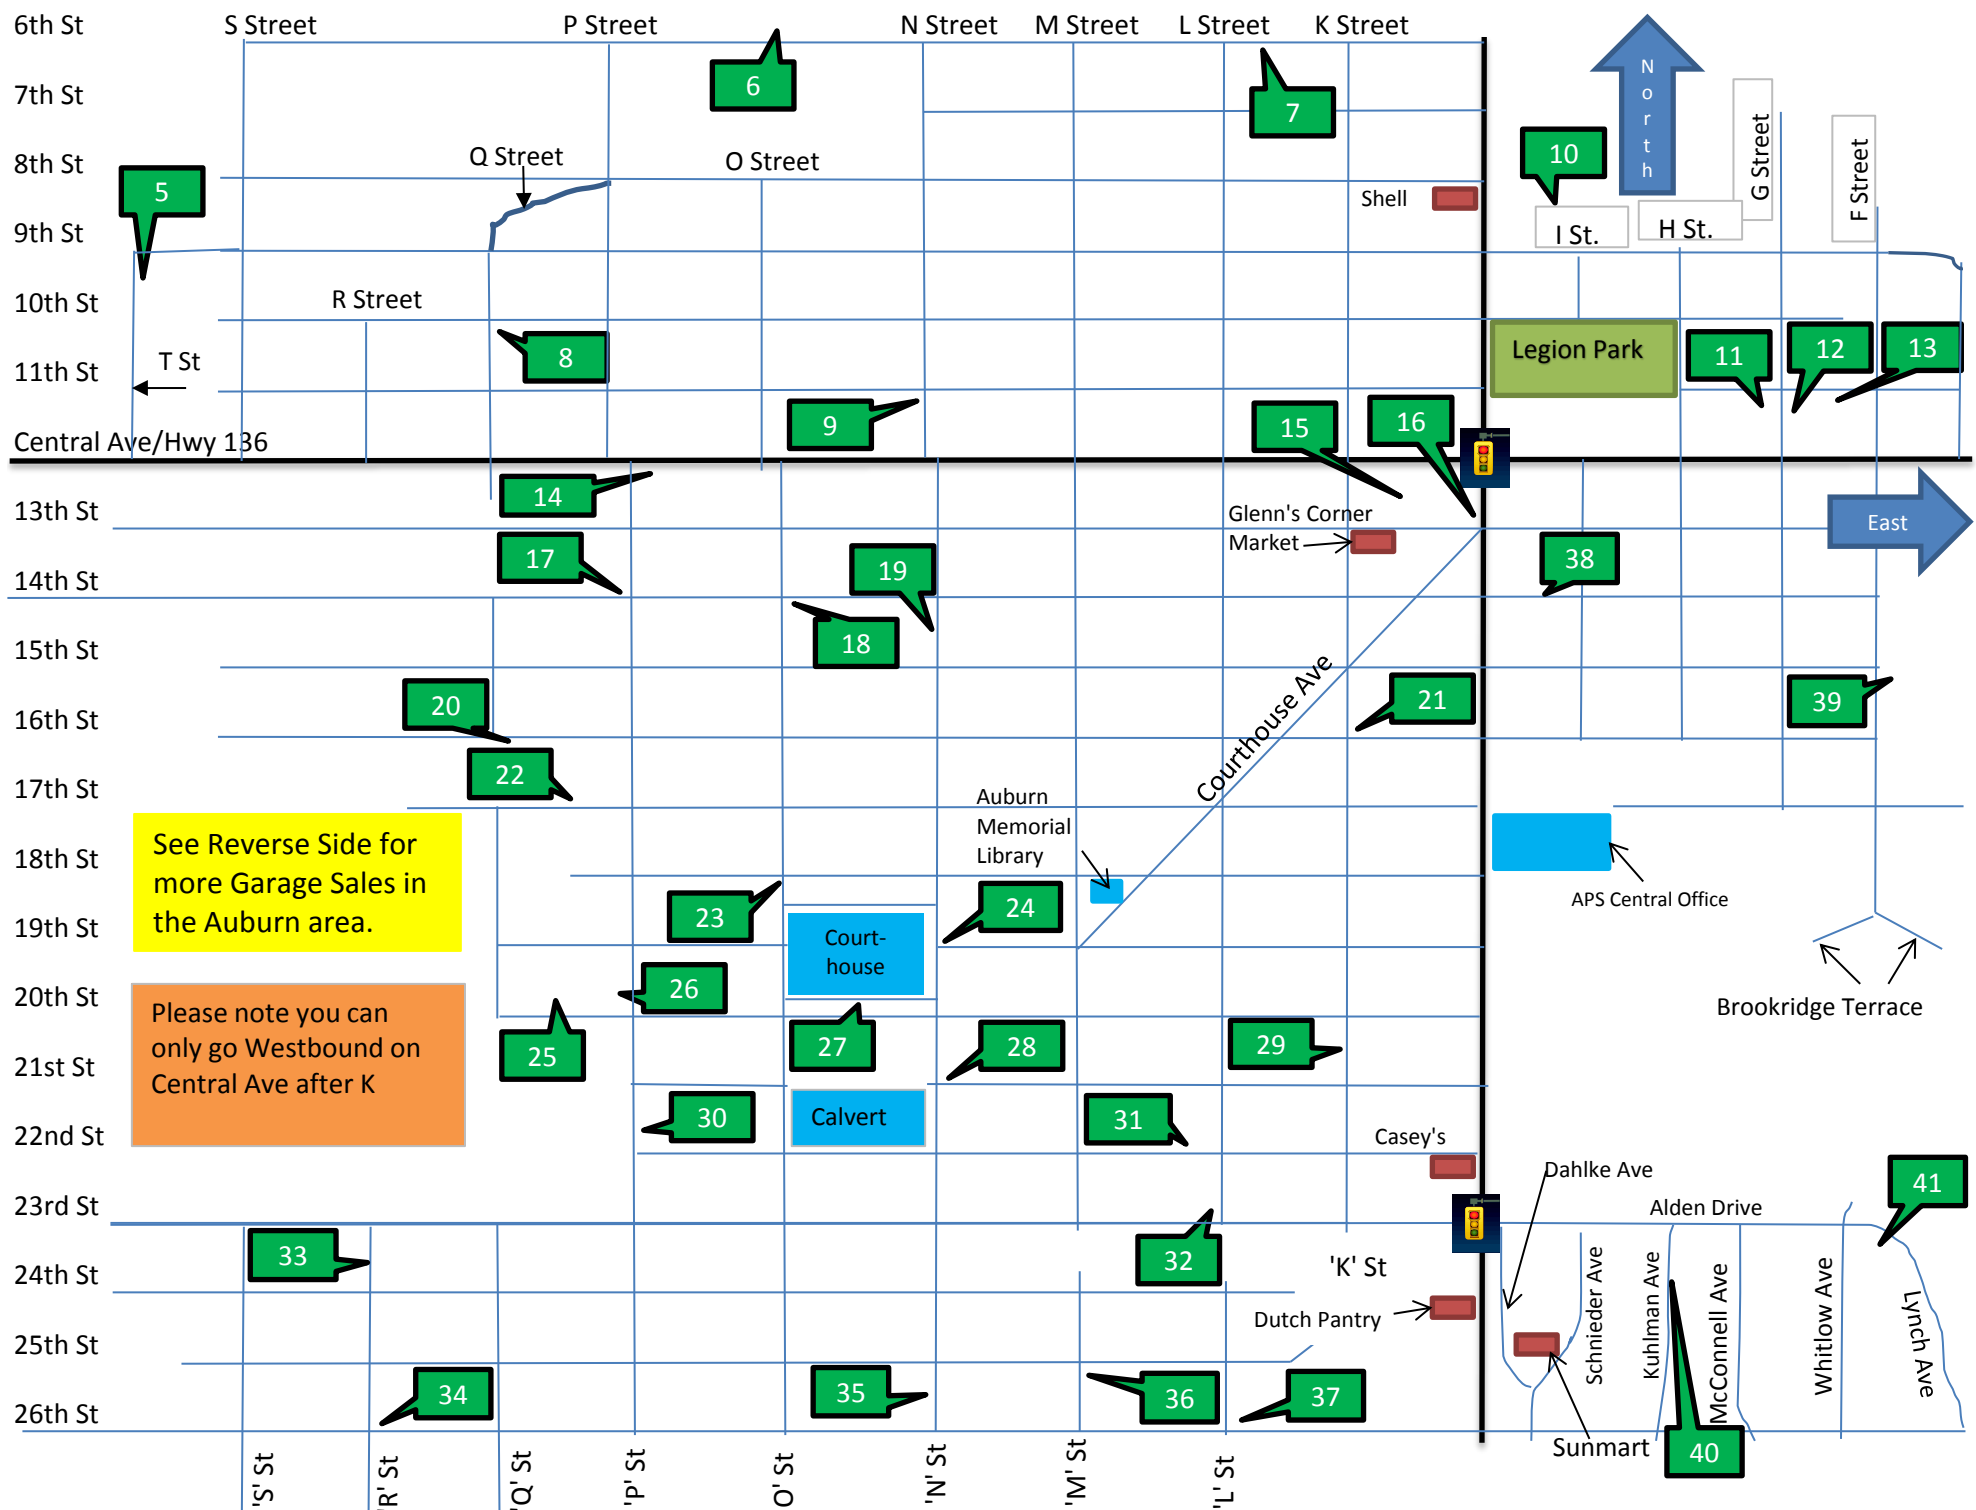 6th St
S Street
P Street
N Street
M Street
L Street
K Street
North
6
7th St
7
G Street
F Street
8th St
Q Street
O Street
10
5
Shell
9th St
I St.
H St.
10th St
R Street
8
Legion Park
11
12
13
11th St
T St
9
15
16
Central Ave/Hwy 136
14
13th St
Glenn's Corner
Market
East
17
19
38
14th St
18
15th St
Courthouse Ave
20
21
39
16th St
22
17th St
Auburn
Memorial
Library
See Reverse Side for
more Garage Sales in
the Auburn area.
18th St
APS Central Office
23
24
19th St
Court-
house
26
20th St
Brookridge Terrace
Please note you can
only go Westbound on
Central Ave after K
25
27
28
29
21st St
30
Calvert
31
22nd St
Casey's
Dahlke Ave
41
23rd St
Alden Drive
33
32
'K' St
24th St
Schnieder Ave
Kuhlman Ave
McConnell Ave
Whitlow Ave
Lynch Ave
Dutch Pantry
25th St
34
35
36
37
26th St
Sunmart
40
'S' St
'R' St
'Q' St
'P' St
O' St
'N' St
'M' St
'L' St